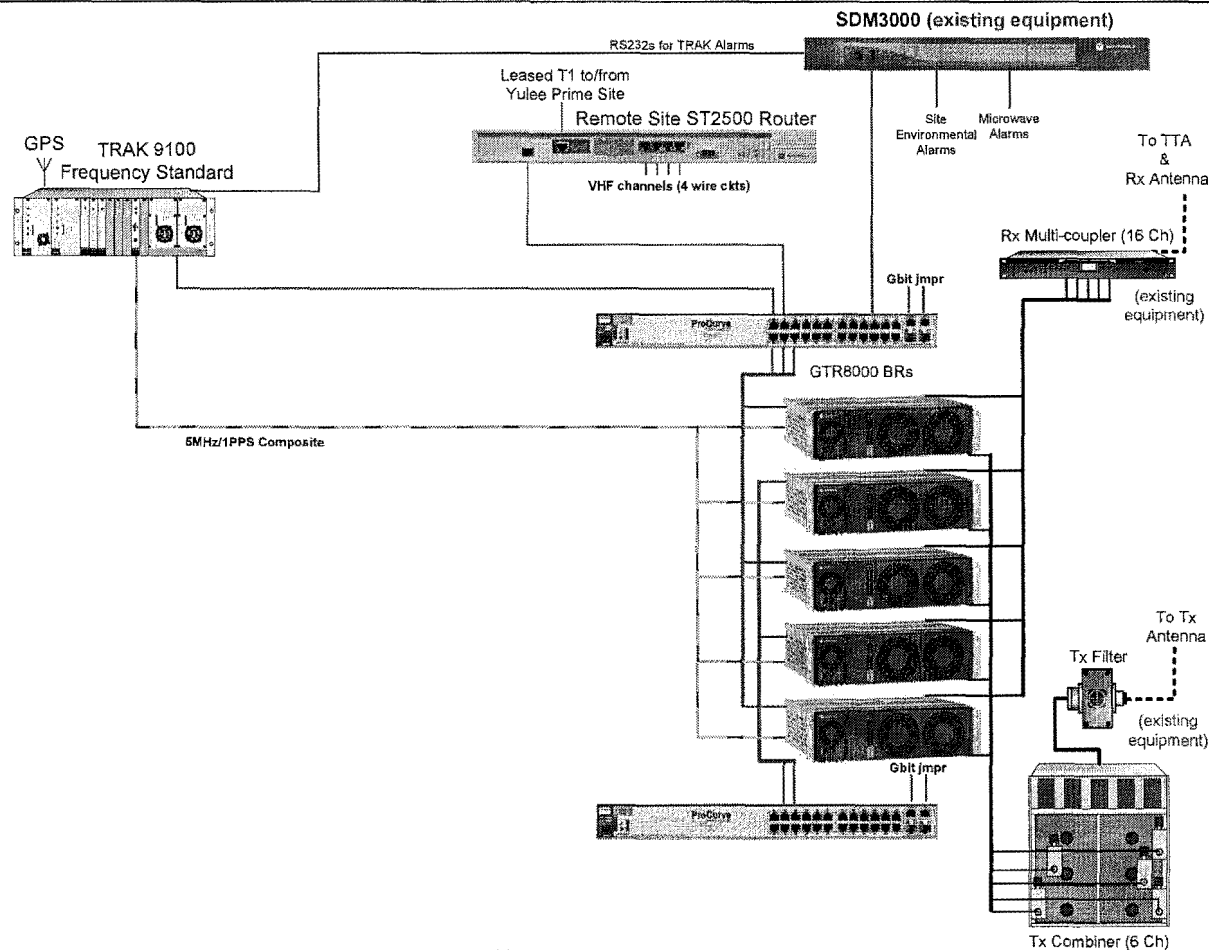 SDM3000 (existing equipment)
RS232s for TRAK Alarms
Leased T1 to/from
Yulee Prime Site
Remote Site ST2500 Router
Site
Environmental
Alarms
Microwave
Alarms
To TTA
&
Rx Antenna
GPS
TRAK 9100
Frequency Standard
VHF channels (4 wire ckts)
Rx Multi-coupler (16 Ch)
(existing
equipment)
Gbit jmpr
ProCurve
GTR8000 BRs
5MHz/1PPS Composite
To Tx
Antenna
Tx Filter
(existing
equipment)
Gbit jmpr
ProCurve
Tx Combiner (6 Ch)